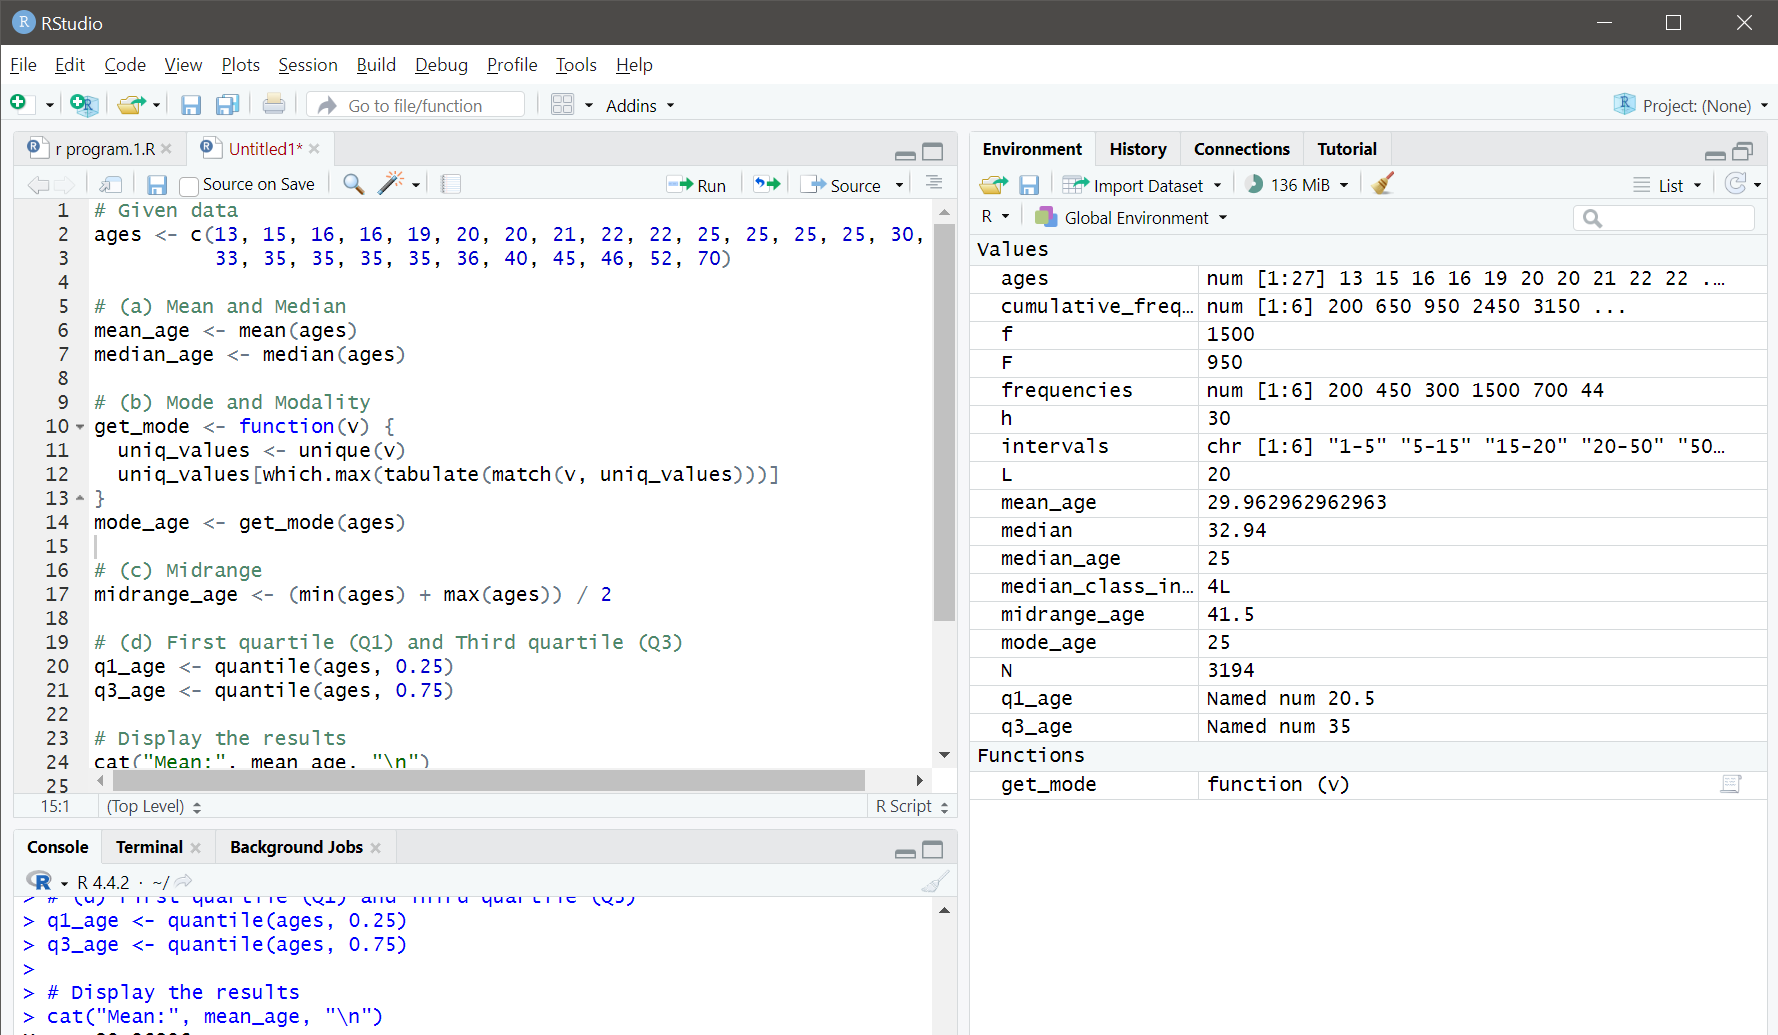 RStudio
File Edit Code View Plots Session Build Debug Profile Tools Help
Go to file/function Addins Project: (None)
r program.1.R Untitled1*
Source on Save Run Source
1 # Given data
2 ages <- c(13, 15, 16, 16, 19, 20, 20, 21, 22, 22, 25, 25, 25, 25, 30,
3 33, 35, 35, 35, 35, 36, 40, 45, 46, 52, 70)
4
5 # (a) Mean and Median
6 mean_age <- mean(ages)
7 median_age <- median(ages)
8
9 # (b) Mode and Modality
10 get_mode <- function(v) {
11 uniq_values <- unique(v)
12 uniq_values[which.max(tabulate(match(v, uniq_values)))]
13 }
14 mode_age <- get_mode(ages)
15
16 # (c) Midrange
17 midrange_age <- (min(ages) + max(ages)) / 2
18
19 # (d) First quartile (Q1) and Third quartile (Q3)
20 q1_age <- quantile(ages, 0.25)
21 q3_age <- quantile(ages, 0.75)
22
23 # Display the results
24 cat("Mean:", mean_age, "\n")
25
15:1 (Top Level) R Script
Console Terminal Background Jobs
R 4.4.2 · ~/
> # (d) First quartile (Q1) and Third quartile (Q3)
> q1_age <- quantile(ages, 0.25)
> q3_age <- quantile(ages, 0.75)
>
> # Display the results
> cat("Mean:", mean_age, "\n")
Environment History Connections Tutorial
Import Dataset 136 MiB List
R Global Environment
Values
ages num [1:27] 13 15 16 16 19 20 20 21 22 22 ...
cumulative_freq... num [1:6] 200 650 950 2450 3150 ...
f 1500
F 950
frequencies num [1:6] 200 450 300 1500 700 44
h 30
intervals chr [1:6] "1-5" "5-15" "15-20" "20-50" "50...
L 20
mean_age 29.962962962963
median 32.94
median_age 25
median_class_in... 4L
midrange_age 41.5
mode_age 25
N 3194
q1_age Named num 20.5
q3_age Named num 35
Functions
get_mode function (v)